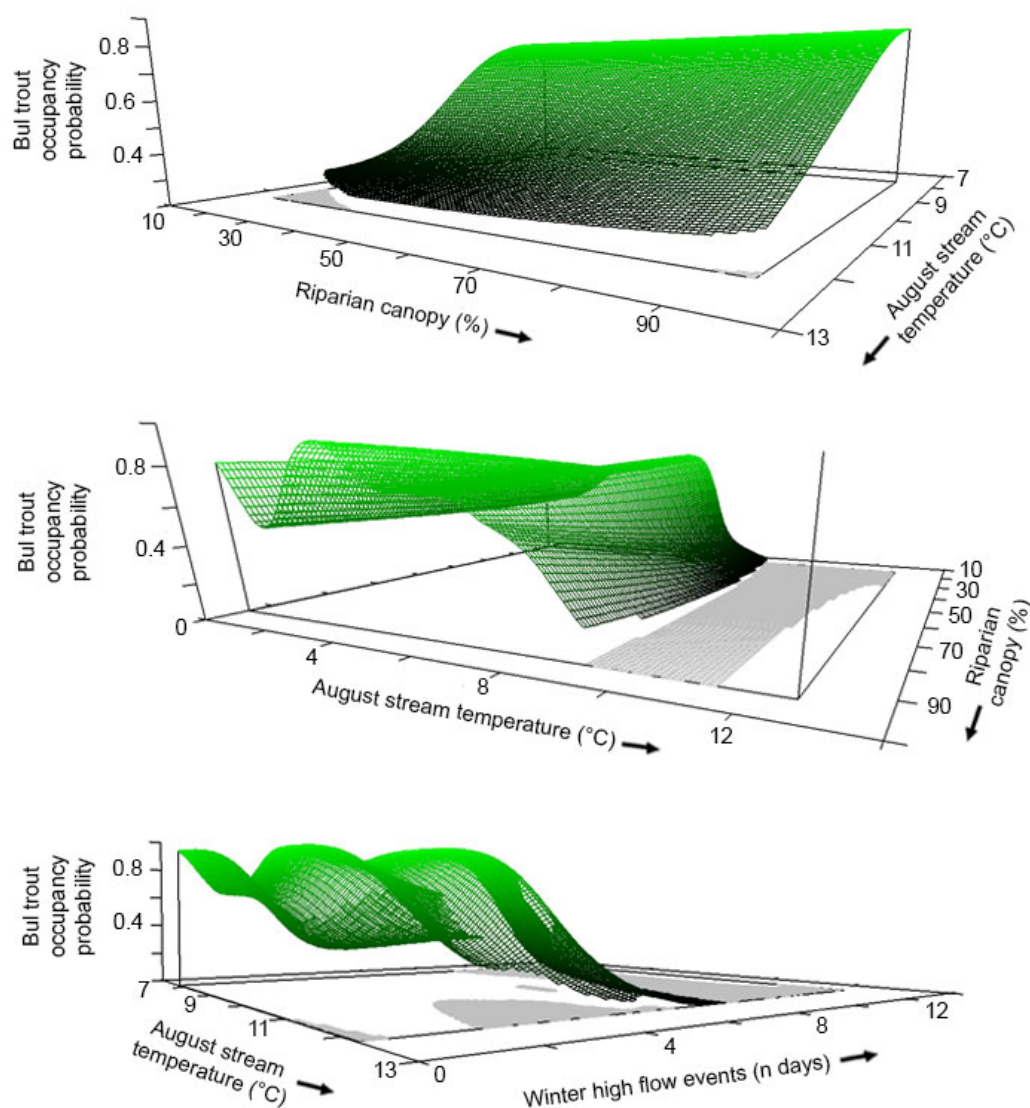 Bul trout
occupancy
probability
0.8
0.6
0.4
10
30
50
70
90
Riparian canopy (%)
7
9
11
13
August stream
temperature (°C)
Bul trout
occupancy
probability
0.8
0.4
0
4
8
12
August stream temperature (°C)
10
30
50
70
90
Riparian
canopy (%)
Bul trout
occupancy
probability
0.8
0.4
7
9
11
13
August stream
temperature (°C)
0
4
8
12
Winter high flow events (n days)